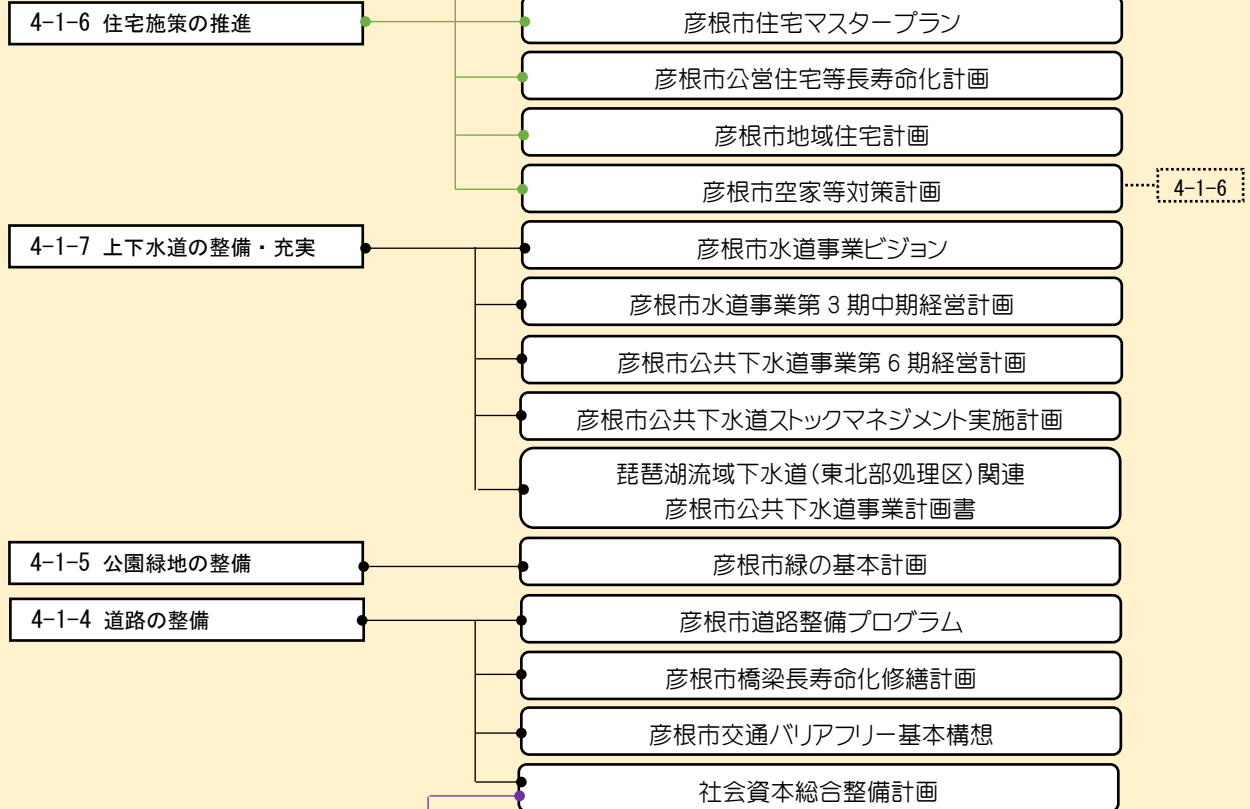 4-1-6 住宅施策の推進
彦根市住宅マスタープラン
彦根市公営住宅等長寿命化計画
彦根市地域住宅計画
彦根市空家等対策計画
4-1-6
4-1-7 上下水道の整備・充実
彦根市水道事業ビジョン
彦根市水道事業第3期中期経営計画
彦根市公共下水道事業第6期経営計画
彦根市公共下水道ストックマネジメント実施計画
琵琶湖流域下水道(東北部処理区)関連
彦根市公共下水道事業計画書
4-1-5 公園緑地の整備
彦根市緑の基本計画
4-1-4 道路の整備
彦根市道路整備プログラム
彦根市橋梁長寿命化修繕計画
彦根市交通バリアフリー基本構想
社会資本総合整備計画